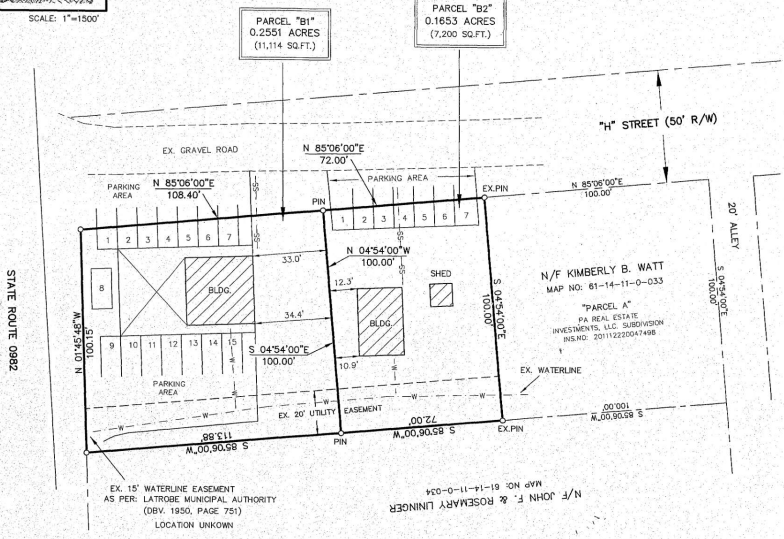 SCALE: 1"=1500'
PARCEL "B1"
0.2551 ACRES
(11,114 SQ.FT.)
PARCEL "B2"
0.1653 ACRES
(7,200 SQ.FT.)
"H" STREET (50' R/W)
EX. GRAVEL ROAD
N 85°06'00"E
72.00'
PARKING AREA
PARKING
AREA
N 85°06'00"E
108.40'
SS
SS
SS
SS
PIN
EX.PIN
N 85°06'00"E
100.00'
20' ALLEY
1 2 3 4 5 6 7
1 2 3 4 5 6 7
8
33.0'
N 04°54'00"W
100.00'
12.3'
SHED
BLDG.
BLDG.
34.4'
S 04°54'00"E
100.00'
10.9'
S 04°54'00"E
100.00'
N/F KIMBERLY B. WATT
MAP NO: 61-14-11-0-033
"PARCEL A"
PA REAL ESTATE
INVESTMENTS, LLC. SUBDIVISION
INS.NO: 201112220047498
S 04°54'00"E
100.00'
STATE ROUTE 0982
N 01°45'48"W
100.15'
9 10 11 12 13 14 15
PARKING
AREA
W
W
W
W
W
W
W
W
EX. WATERLINE
EX. 20' UTILITY EASEMENT
S 85°06'00"W
113.88'
PIN
S 85°06'00"W
72.00'
EX.PIN
S 85°06'00"W
100.00'
EX. 15' WATERLINE EASEMENT
AS PER: LATROBE MUNICIPAL AUTHORITY
(DBV. 1950, PAGE 751)
LOCATION UNKOWN
N/F JOHN F. & ROSEMARY LININGER
MAP NO: 61-14-11-0-034